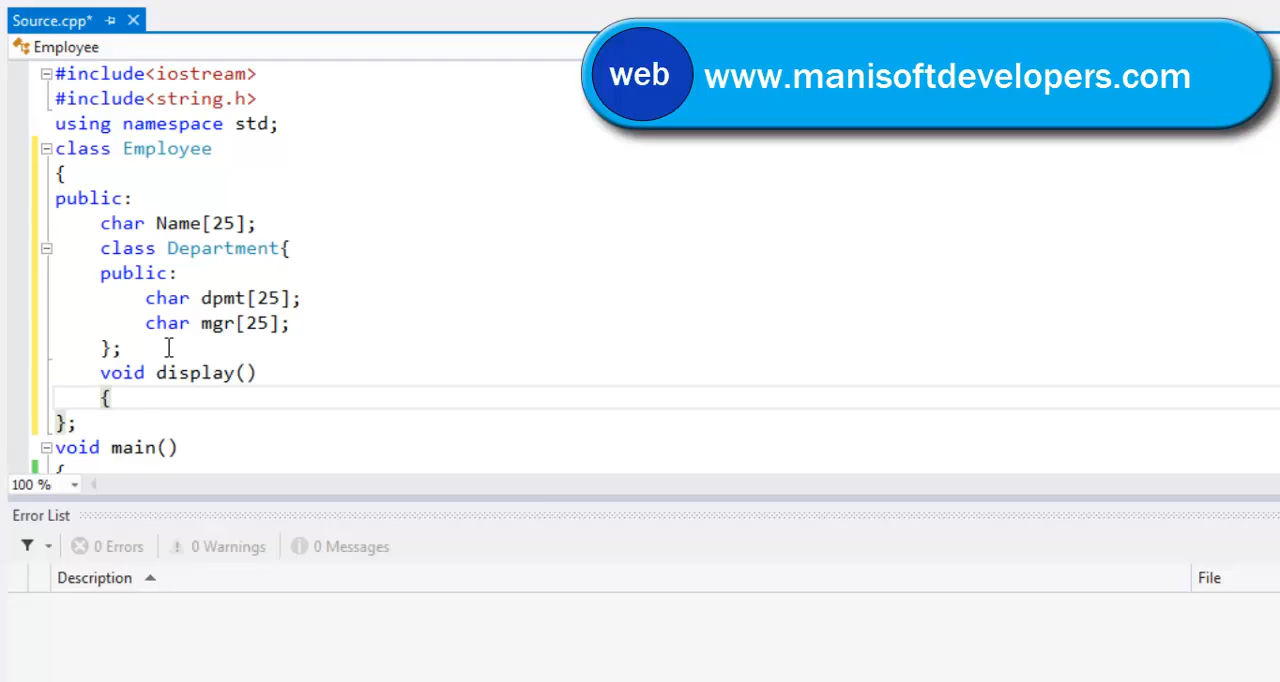 Source.cpp*
Employee
web www.manisoftdevelopers.com
#include<iostream>
#include<string.h>
using namespace std;
class Employee
{
public:
char Name[25];
class Department{
public:
char dpmt[25];
char mgr[25];
};
void display()
{
};
void main()
{
100 %
Error List
0 Errors
0 Warnings
0 Messages
Description
File